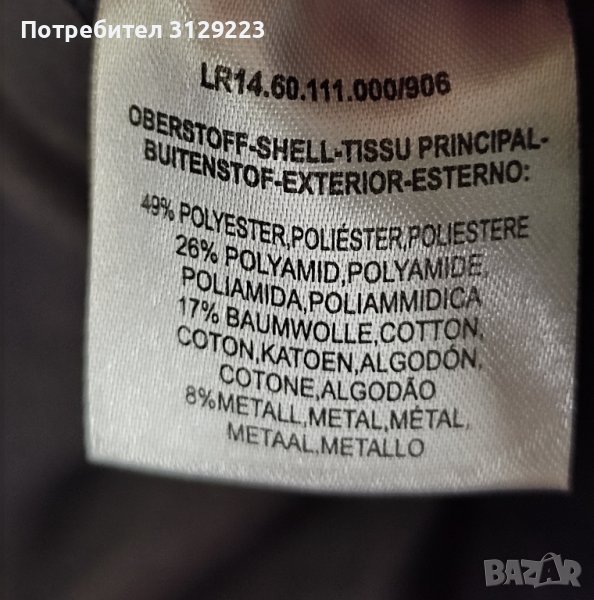 Потребител 3129223
LR14.60.111.000/906
OBERSTOFF-SHELL-TISSU PRINCIPAL-
BUITENSTOF-EXTERIOR-ESTERNO:
49% POLYESTER,POLIÉSTER,POLIESTERE
26% POLYAMID,POLYAMIDE,
POLIAMIDA,POLIAMMIDICA
17% BAUMWOLLE,COTTON,
COTON,KATOEN,ALGODÓN,
COTONE,ALGODÃO
8%METALL,METAL,MÉTAL,
METAAL,METALLO
BAZAR